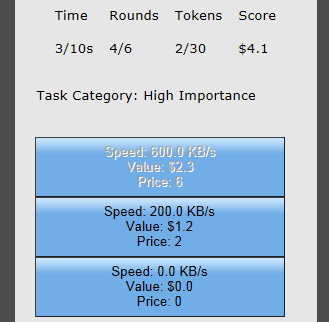 Time Rounds Tokens Score
3/10s 4/6 2/30 $4.1
Task Category: High Importance
Speed: 600.0 KB/s
Value: $2.3
Price: 6
Speed: 200.0 KB/s
Value: $1.2
Price: 2
Speed: 0.0 KB/s
Value: $0.0
Price: 0